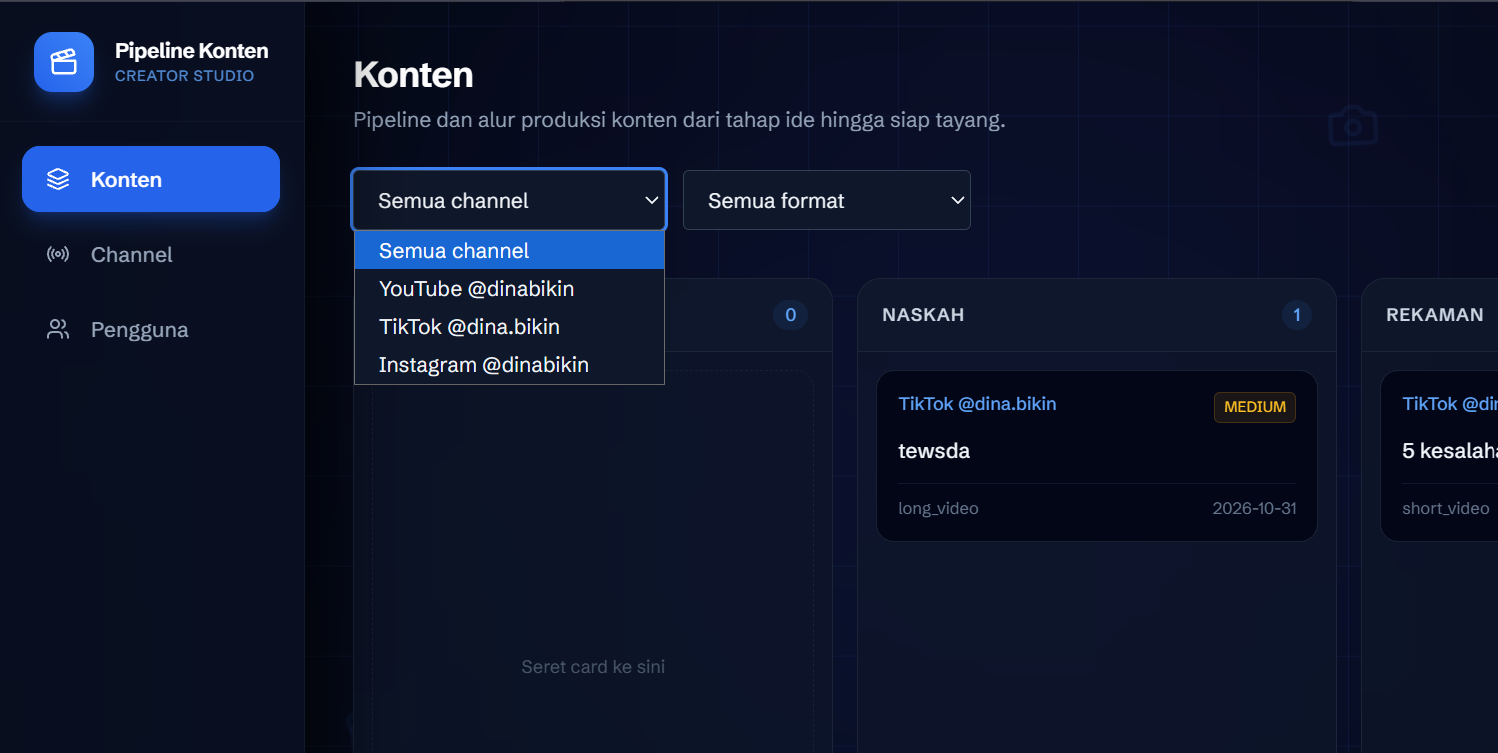 Pipeline Konten
CREATOR STUDIO
Konten
Channel
Pengguna
Konten
Pipeline dan alur produksi konten dari tahap ide hingga siap tayang.
Semua channel
Semua format
Semua channel
YouTube @dinabikin
TikTok @dina.bikin
Instagram @dinabikin
0
Seret card ke sini
NASKAH 1
TikTok @dina.bikin MEDIUM
tewsda
long_video 2026-10-31
REKAMAN
TikTok
5
short_video